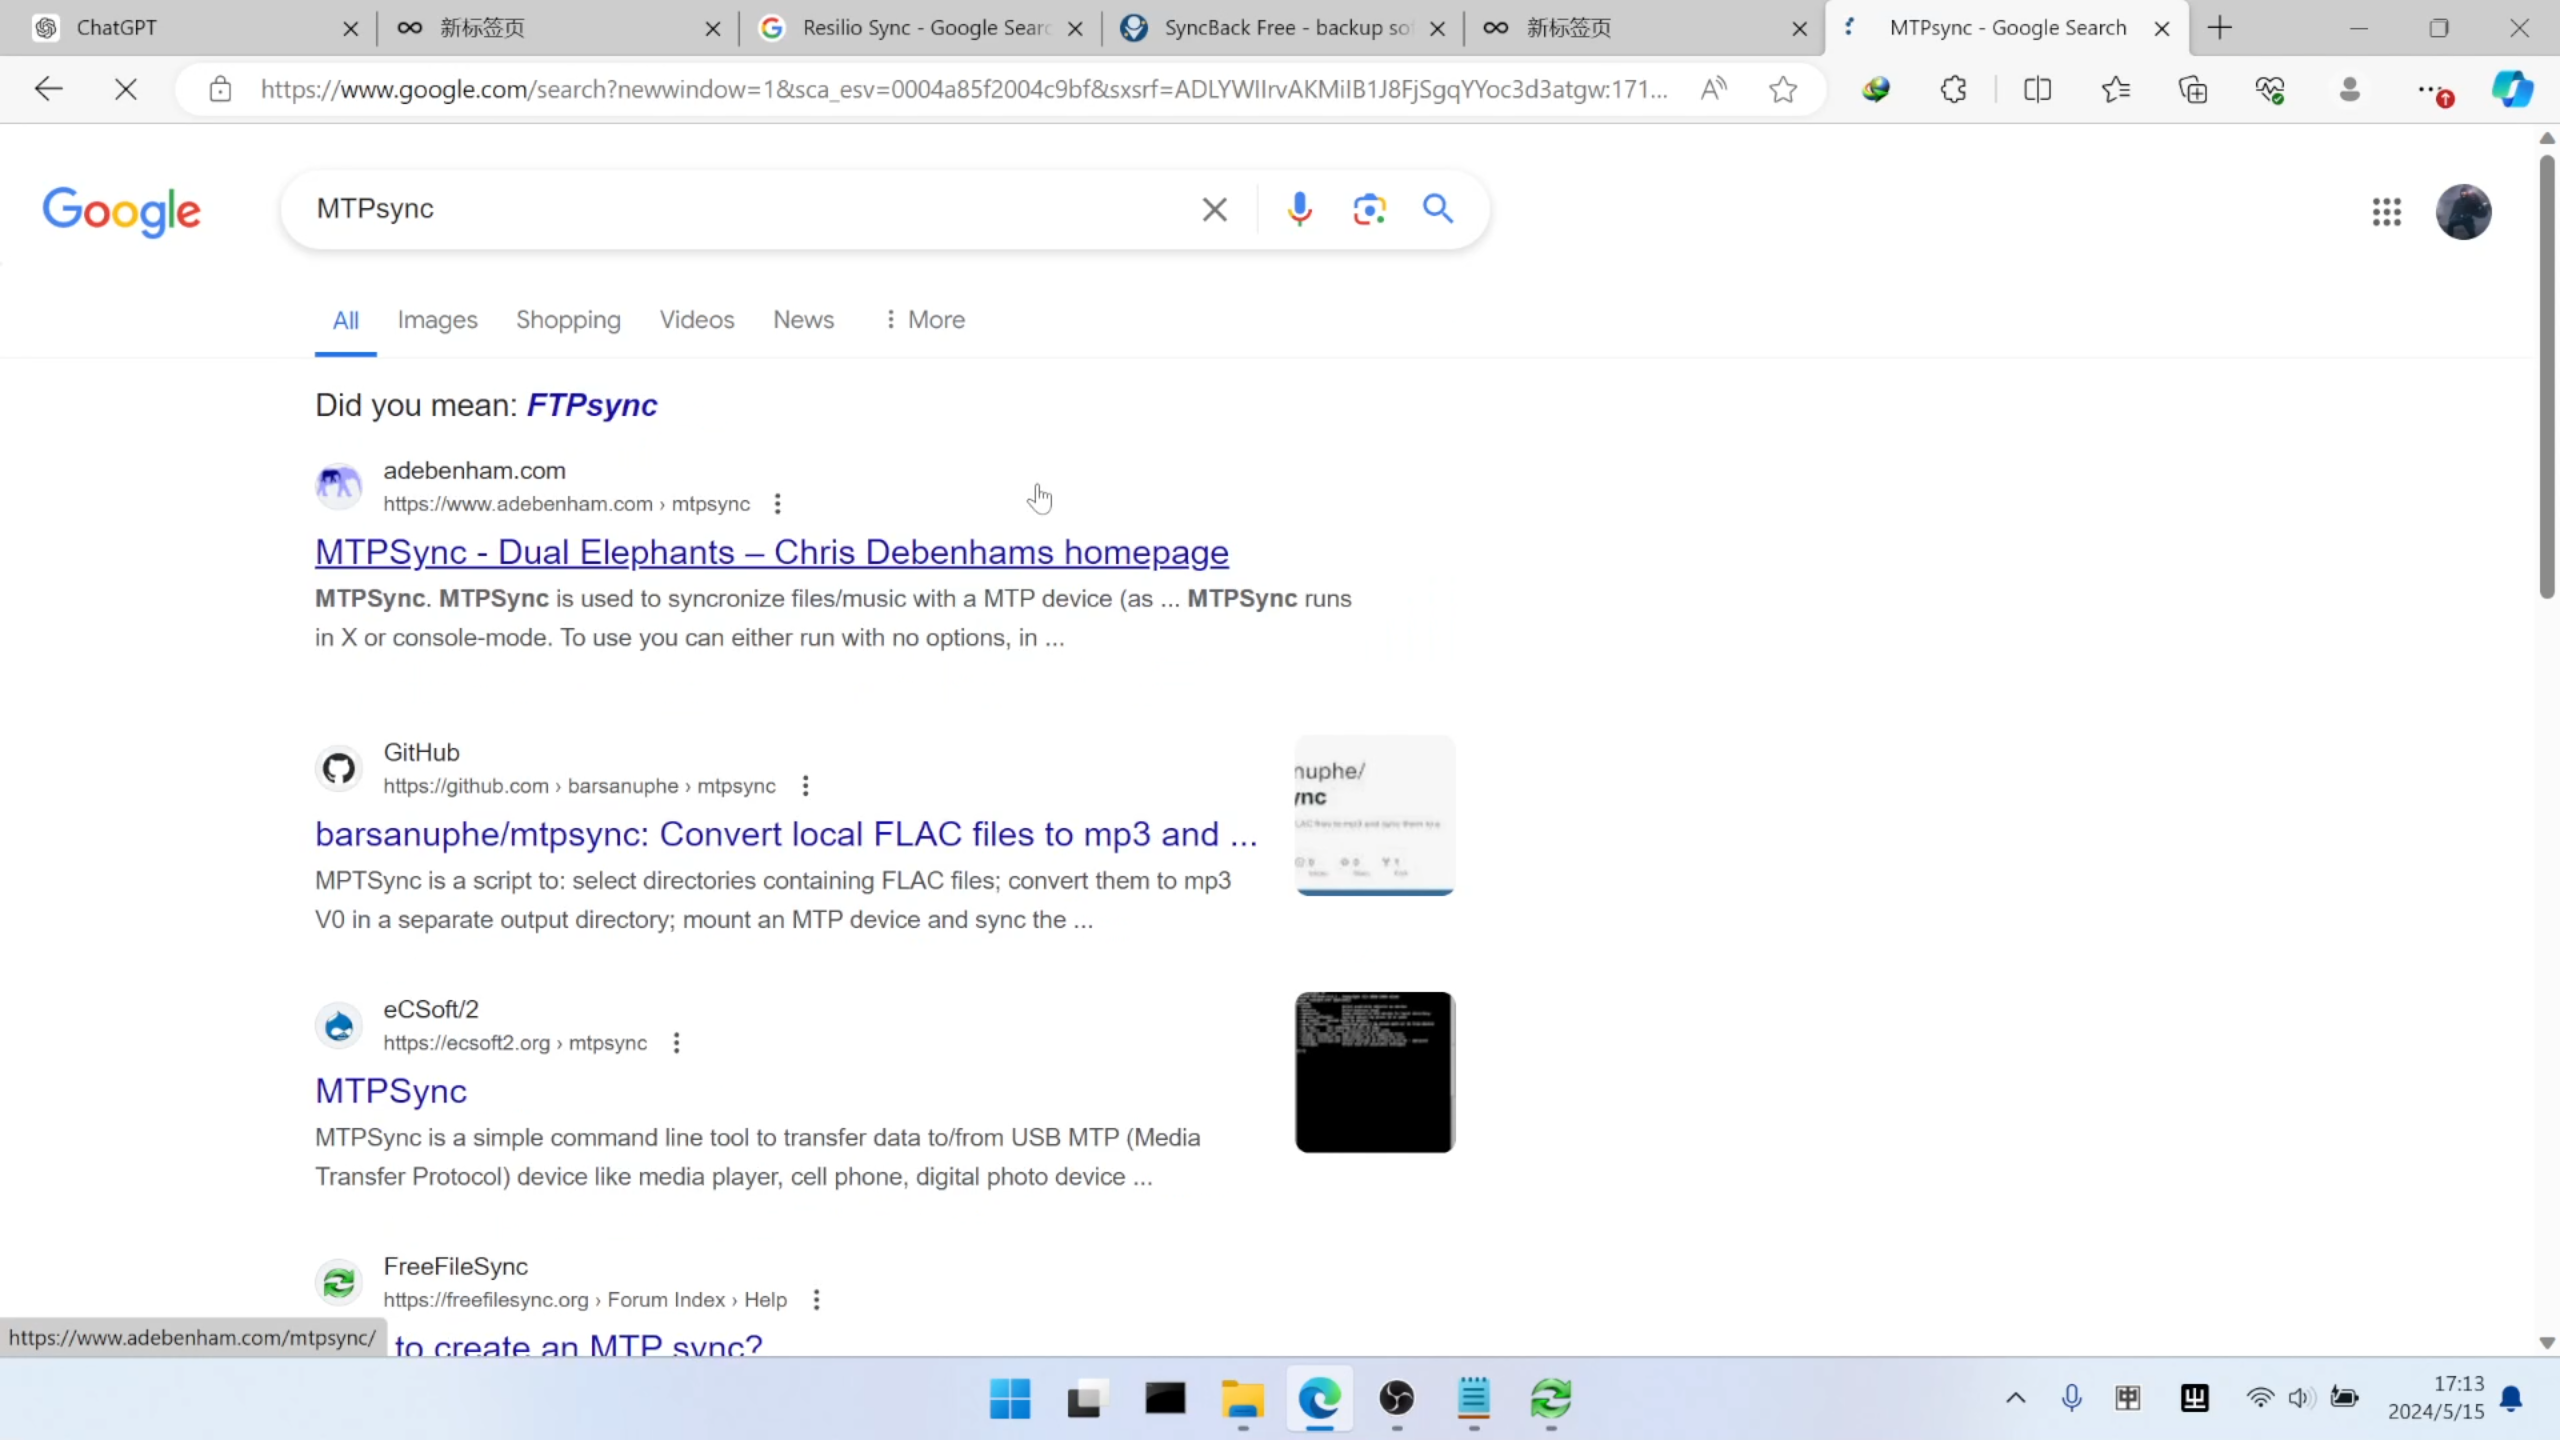 ChatGPT
新标签页
Resilio Sync - Google Searc
SyncBack Free - backup so
新标签页
MTPsync - Google Search
https://www.google.com/search?newwindow=1&sca_esv=0004a85f2004c9bf&sxsrf=ADLYWIIrvAKMiIB1J8FjSgqYYoc3d3atgw:171...
Google
MTPsync
All
Images
Shopping
Videos
News
More
Did you mean: FTPsync
adebenham.com
https://www.adebenham.com › mtpsync
MTPSync - Dual Elephants – Chris Debenhams homepage
MTPSync. MTPSync is used to syncronize files/music with a MTP device (as ... MTPSync runs
in X or console-mode. To use you can either run with no options, in ...
GitHub
https://github.com › barsanuphe › mtpsync
barsanuphe/mtpsync: Convert local FLAC files to mp3 and ...
MPTSync is a script to: select directories containing FLAC files; convert them to mp3
V0 in a separate output directory; mount an MTP device and sync the ...
nuphe/
ync
eCSoft/2
https://ecsoft2.org › mtpsync
MTPSync
MTPSync is a simple command line tool to transfer data to/from USB MTP (Media
Transfer Protocol) device like media player, cell phone, digital photo device ...
FreeFileSync
https://freefilesync.org › Forum Index › Help
to create an MTP sync?
https://www.adebenham.com/mtpsync/
中
17:13
2024/5/15